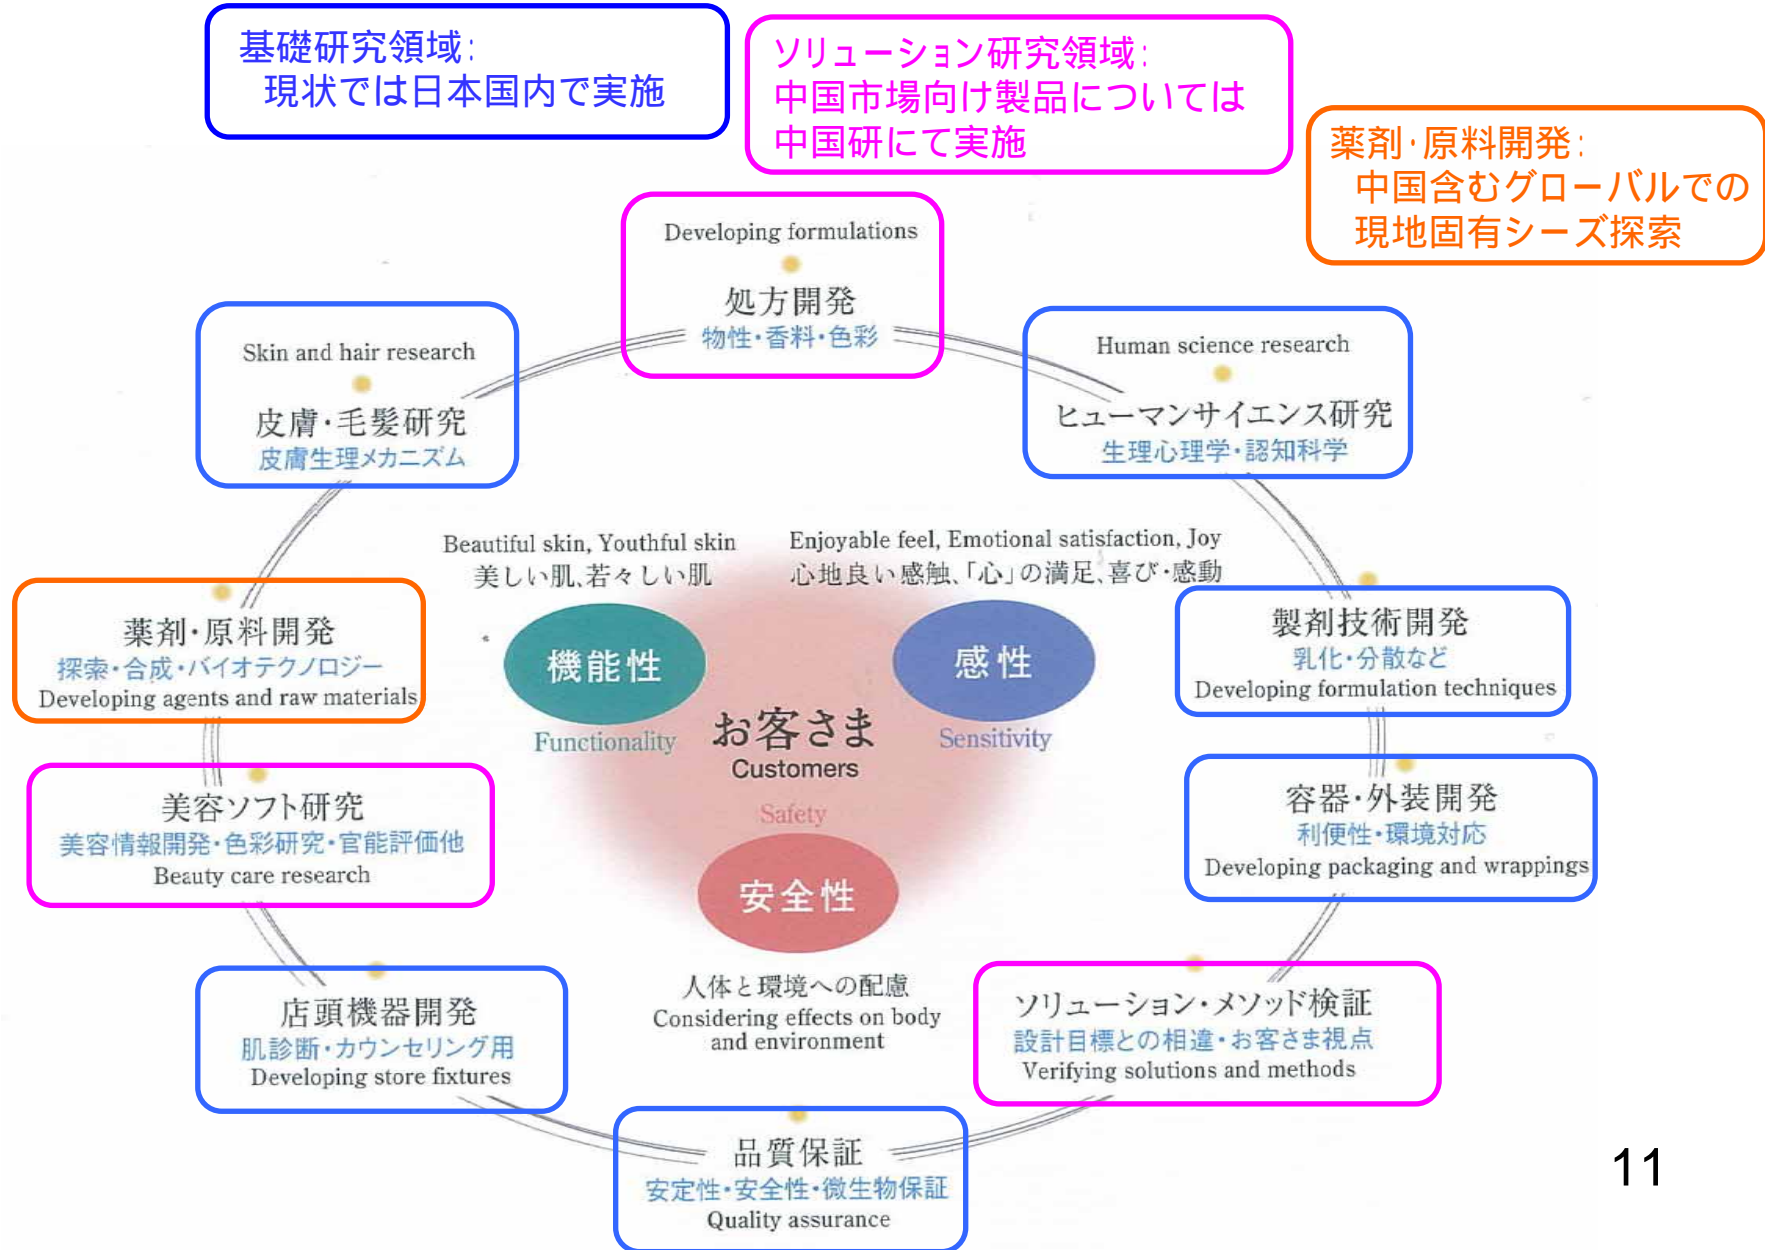 基礎研究領域:
現状では日本国内で実施
ソリューション研究領域:
中国市場向け製品については
中国研にて実施
薬剤・原料開発:
中国含むグローバルでの
現地固有シーズ探索
Developing formulations
処方開発
物性・香料・色彩
Skin and hair research
皮膚・毛髪研究
皮膚生理メカニズム
Human science research
ヒューマンサイエンス研究
生理心理学・認知科学
Beautiful skin, Youthful skin
美しい肌、若々しい肌
Enjoyable feel, Emotional satisfaction, Joy
心地良い感触、「心」の満足、喜び・感動
薬剤・原料開発
探索・合成・バイオテクノロジー
Developing agents and raw materials
機能性
Functionality
感性
Sensitivity
お客さま
Customers
製剤技術開発
乳化・分散など
Developing formulation techniques
美容ソフト研究
美容情報開発・色彩研究・官能評価他
Beauty care research
Safety
安全性
容器・外装開発
利便性・環境対応
Developing packaging and wrappings
店頭機器開発
肌診断・カウンセリング用
Developing store fixtures
人体と環境への配慮
Considering effects on body
and environment
ソリューション・メソッド検証
設計目標との相違・お客さま視点
Verifying solutions and methods
品質保証
安定性・安全性・微生物保証
Quality assurance
11